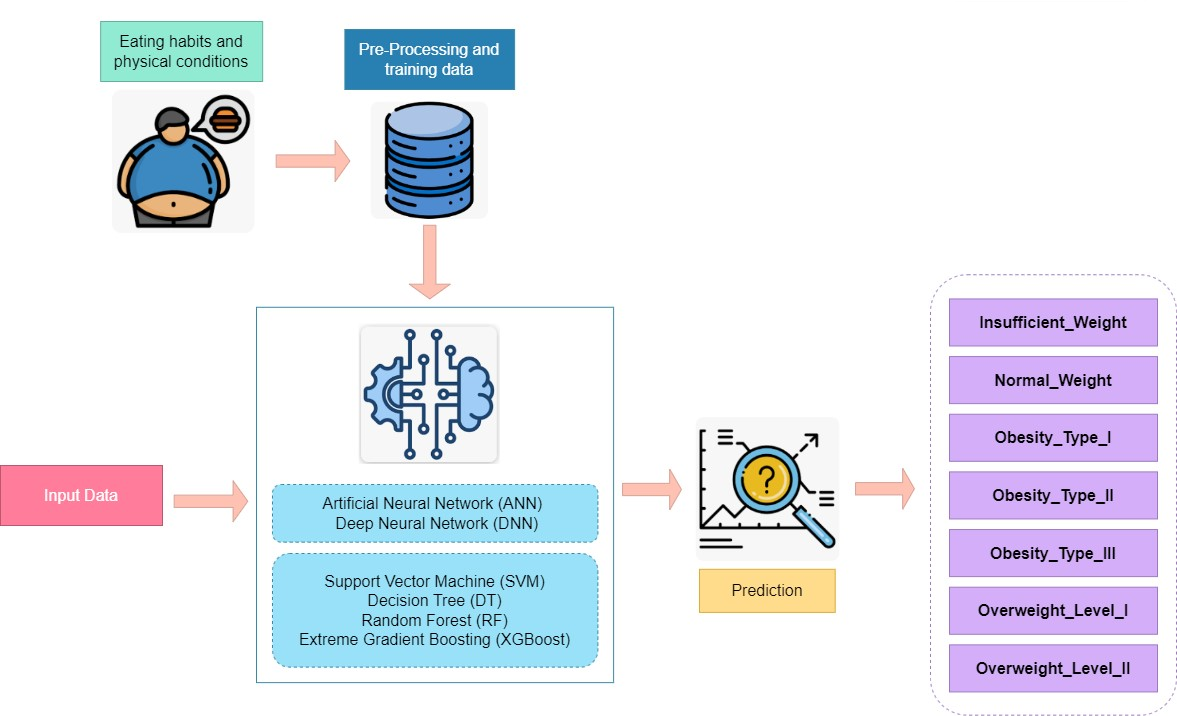 Eating habits and
physical conditions
Pre-Processing and
training data
Input Data
Artificial Neural Network (ANN)
Deep Neural Network (DNN)
Support Vector Machine (SVM)
Decision Tree (DT)
Random Forest (RF)
Extreme Gradient Boosting (XGBoost)
?
Prediction
Insufficient_Weight
Normal_Weight
Obesity_Type_I
Obesity_Type_II
Obesity_Type_III
Overweight_Level_I
Overweight_Level_II